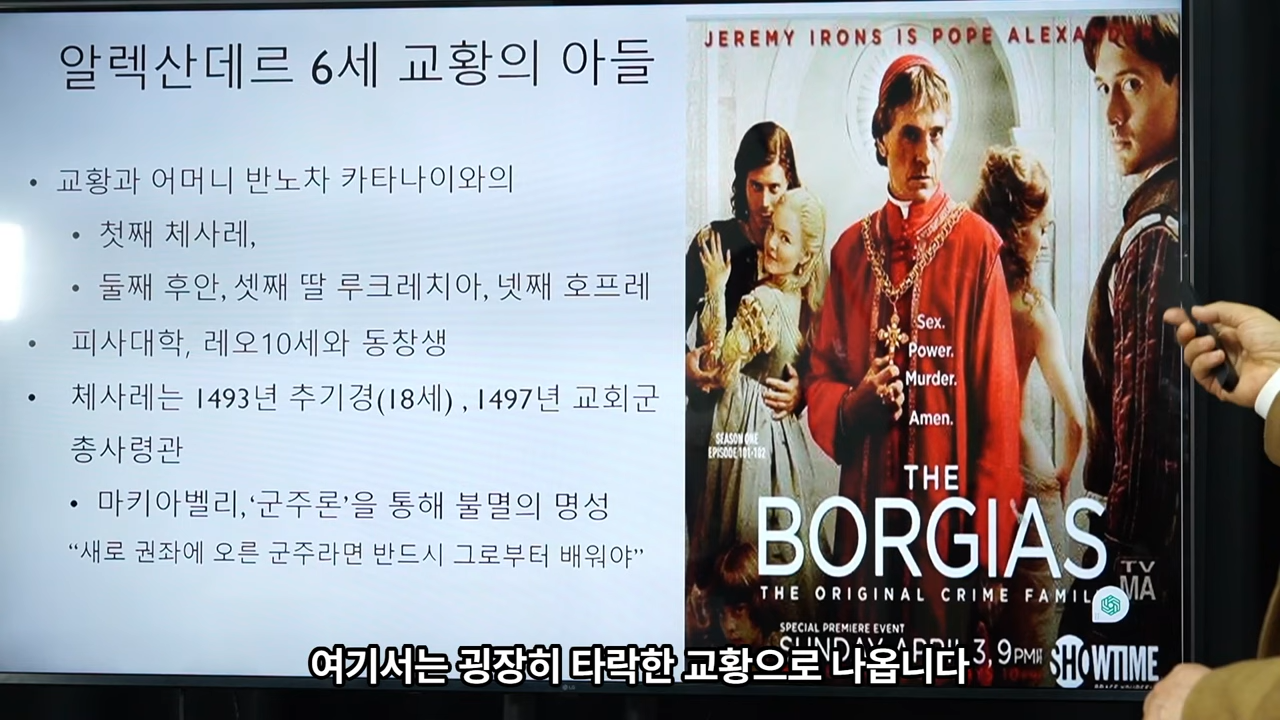 알렉산데르 6세 교황의 아들
• 교황과 어머니 반노차 카타나이와의
• 첫째 체사레,
• 둘째 후안, 셋째 딸 루크레치아, 넷째 호프레
• 피사대학, 레오10세와 동창생
• 체사레는 1493년 추기경(18세) , 1497년 교회군
총사령관
• 마키아벨리,‘군주론’을 통해 불멸의 명성
“새로 권좌에 오른 군주라면 반드시 그로부터 배워야”
JEREMY IRONS IS POPE ALEXANDER
Sex.
Power.
Murder.
Amen.
SEASON ONE
EPISODE 101-102
THE
BORGIAS
THE ORIGINAL CRIME
TV
MA
SPECIAL PREMIERE EVENT
SUNDAY APRIL 3, 9PM
SHOWTIME
여기서는 굉장히 타락한 교황으로 나옵니다
LG